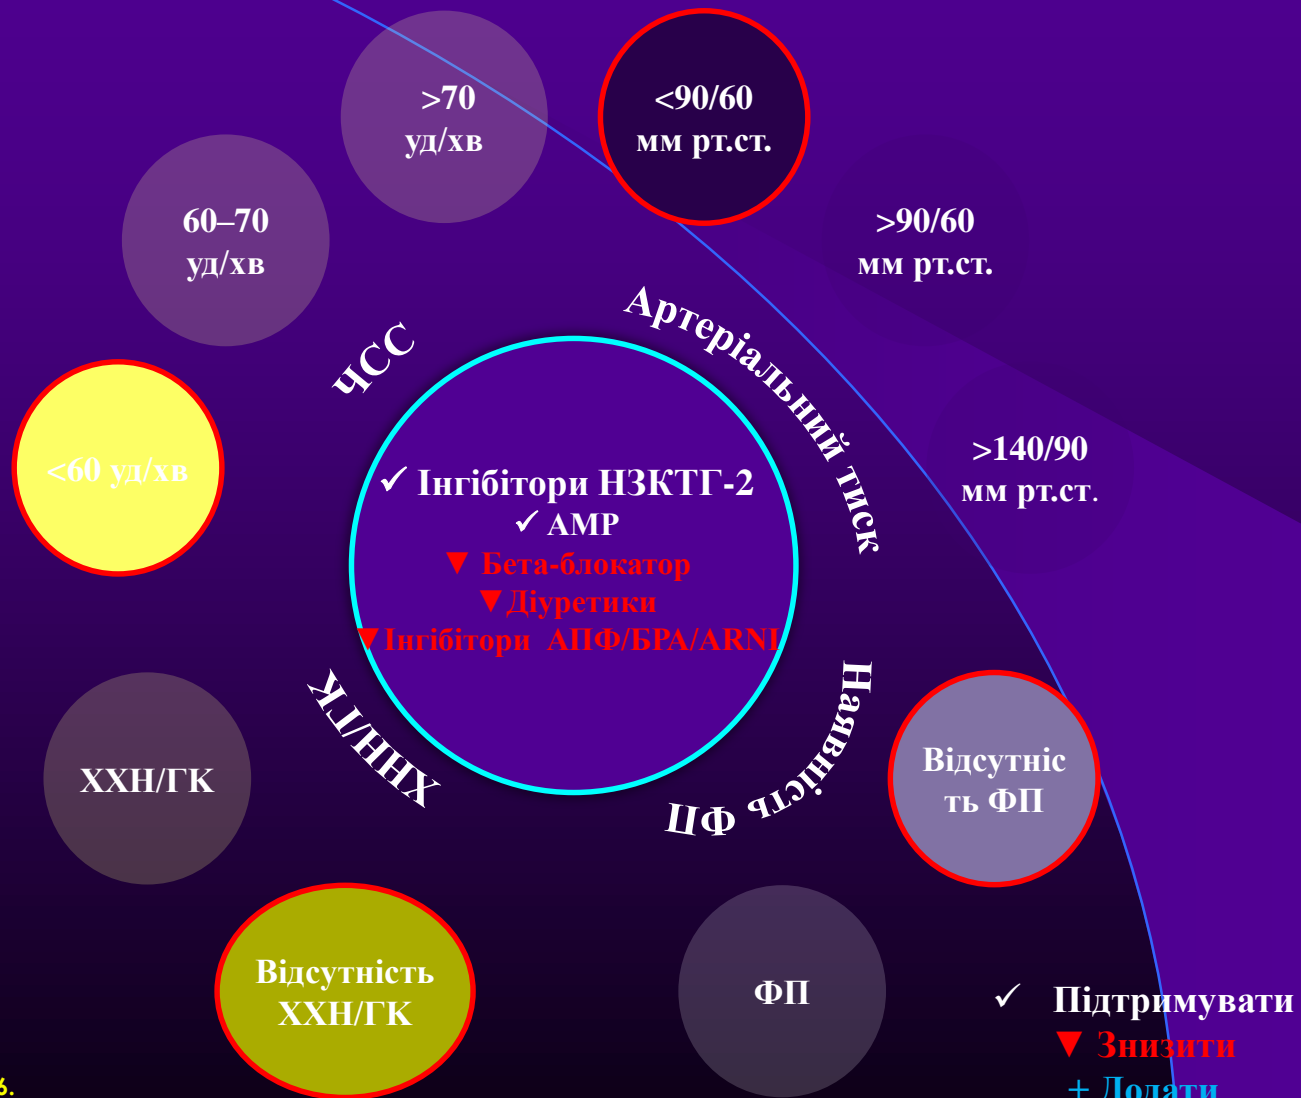 >70
уд/хв
<90/60
мм рт.ст.
60–70
уд/хв
>90/60
мм рт.ст.
ЧСС
Артеріальний тиск
<60 уд/хв
>140/90
мм рт.ст.
✓ Інгібітори НЗКТГ-2
✓ АМР
▼ Бета-блокатор
▼Діуретики
▼Інгібітори АПФ/БРА/ARNI
ХНН/ГК
Наявність ФП
ХХН/ГК
Відсутніс
ть ФП
Відсутність
ХХН/ГК
ФП
✓ Підтримувати
▼ Знизити
+ Додати
6.